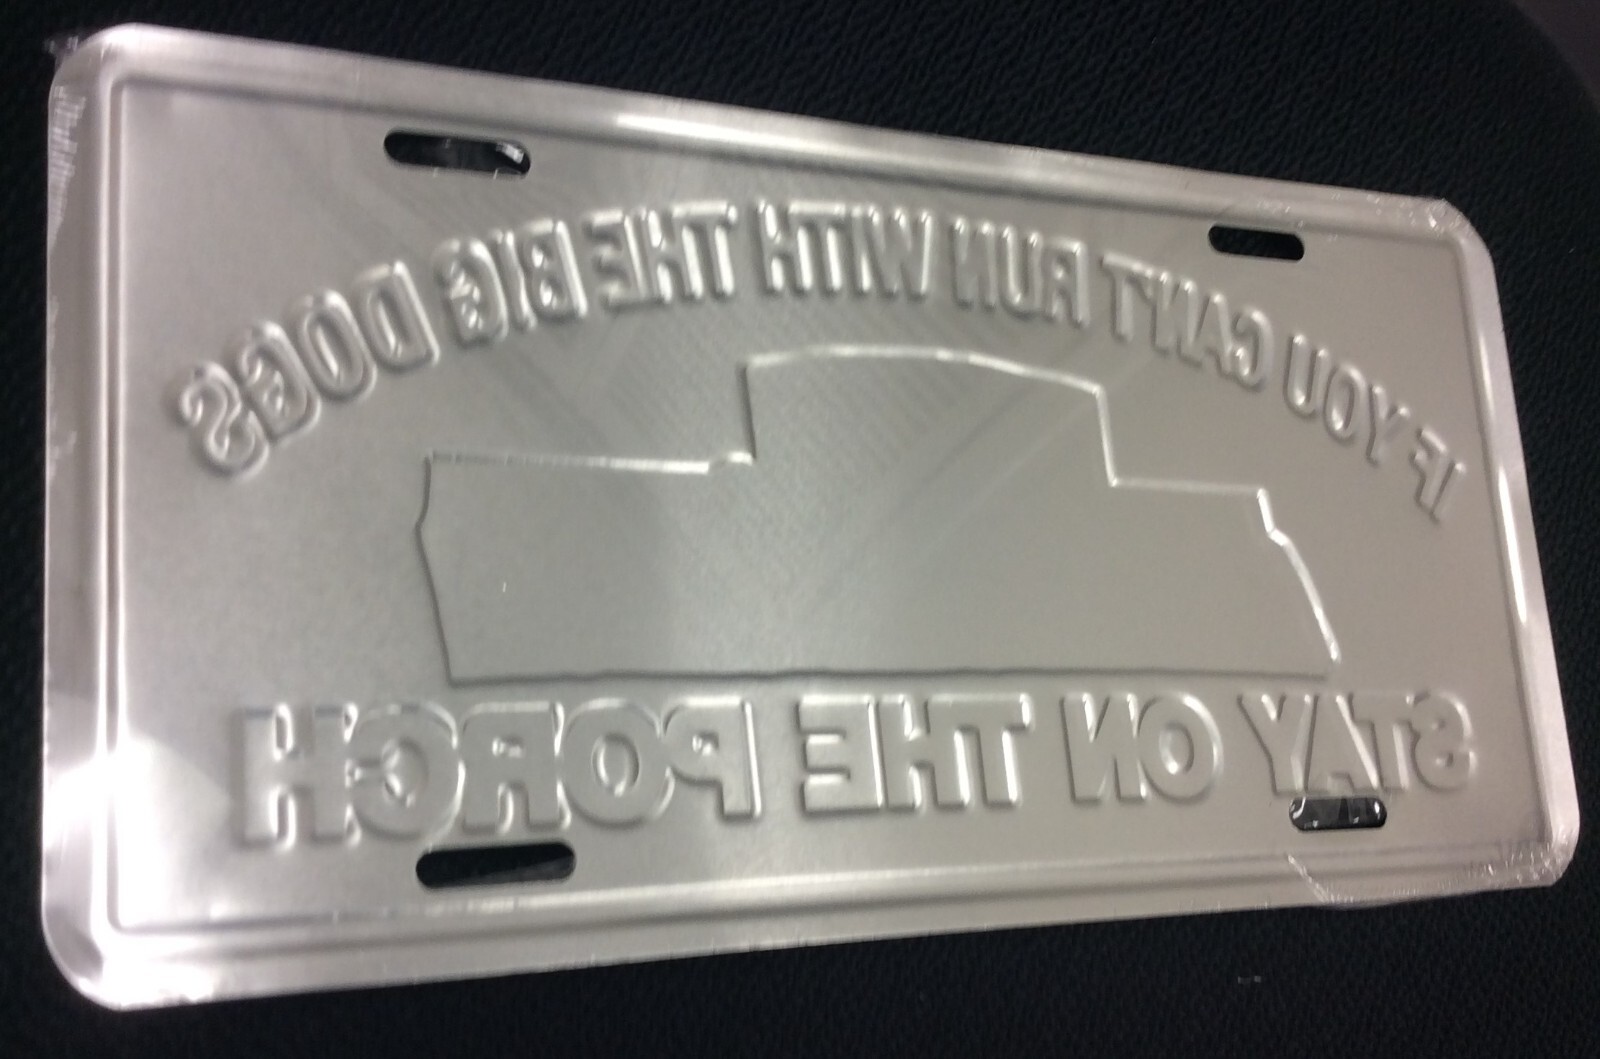 IF YOU CAN'T RUN WITH THE BIG DOGS
STAY ON THE PORCH